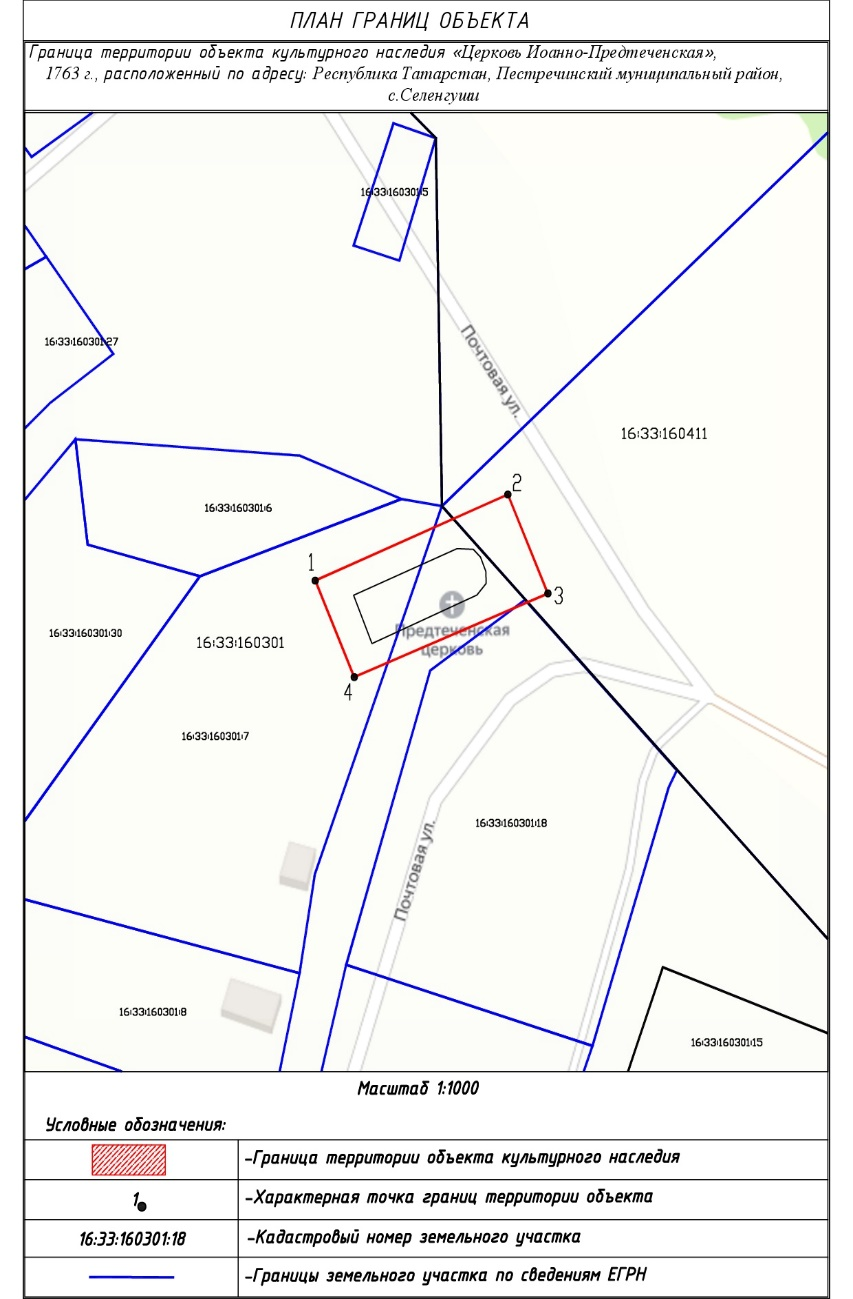 ПЛАН ГРАНИЦ ОБЪЕКТА
Граница территории объекта культурного наследия «Церковь Иоанно-Предтеченская»,
1763 г., расположенный по адресу: Республика Татарстан, Пестречинский муниципальный район,
с.Селенгуши
16:33:160301:5
16:33:160301:27
Почтовая ул.
16:33:160411
2
16:33:160301:6
1
3
16:33:160301:30
16:33:160301
Предтеченская
церковь
4
16:33:160301:7
16:33:160301:18
Почтовая ул.
16:33:160301:8
16:33:160301:15
Масштаб 1:1000
Условные обозначения:
-Граница территории объекта культурного наследия
1
-Характерная точка границ территории объекта
16:33:160301:18
-Кадастровый номер земельного участка
-Границы земельного участка по сведениям ЕГРН